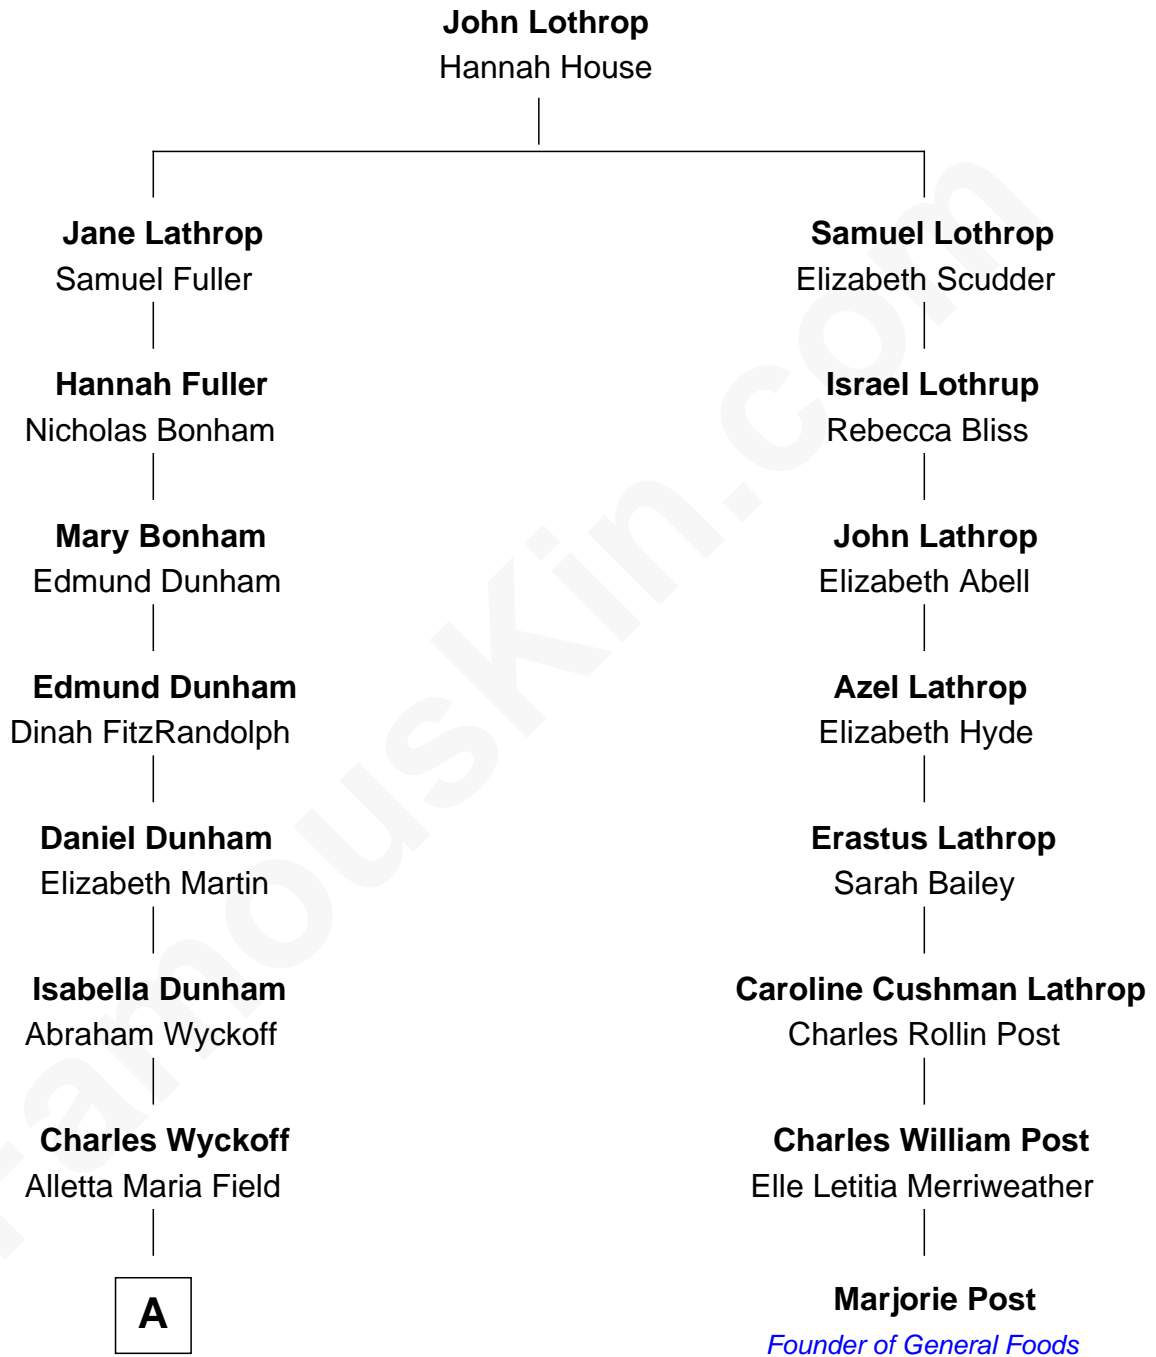 John Lothrop
Hannah House
Jane Lathrop
Samuel Fuller
Samuel Lothrop
Elizabeth Scudder
Hannah Fuller
Nicholas Bonham
Israel Lothrup
Rebecca Bliss
Mary Bonham
Edmund Dunham
John Lathrop
Elizabeth Abell
Edmund Dunham
Dinah FitzRandolph
Azel Lathrop
Elizabeth Hyde
Daniel Dunham
Elizabeth Martin
Erastus Lathrop
Sarah Bailey
Isabella Dunham
Abraham Wyckoff
Caroline Cushman Lathrop
Charles Rollin Post
Charles Wyckoff
Alletta Maria Field
Charles William Post
Elle Letitia Merriweather
A
Marjorie Post
Founder of General Foods
FamousKin.com